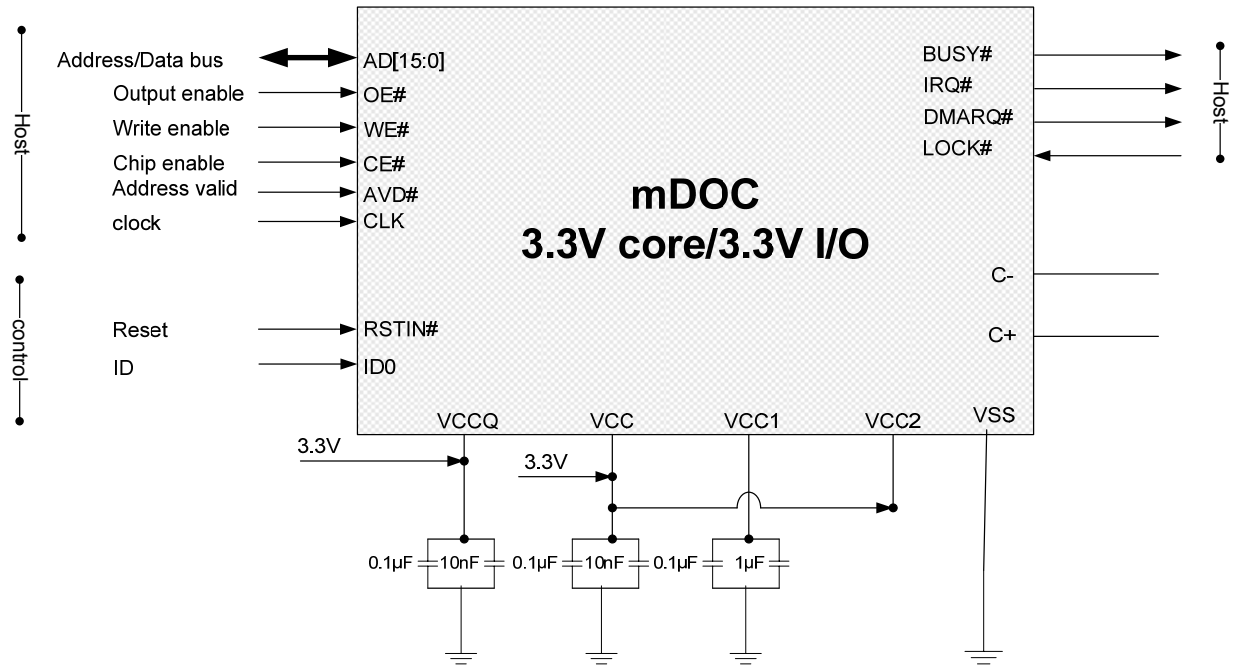 Host
Address/Data bus
AD[15:0]
Output enable
OE#
Write enable
WE#
Chip enable
CE#
Address valid
AVD#
clock
CLK
control
Reset
RSTIN#
ID
ID0
mDOC
3.3V core/3.3V I/O
BUSY#
IRQ#
DMARQ#
LOCK#
Host
C-
C+
VCCQ
VCC
VCC1
VCC2
VSS
3.3V
3.3V
0.1µF
10nF
0.1µF
10nF
0.1µF
1µF